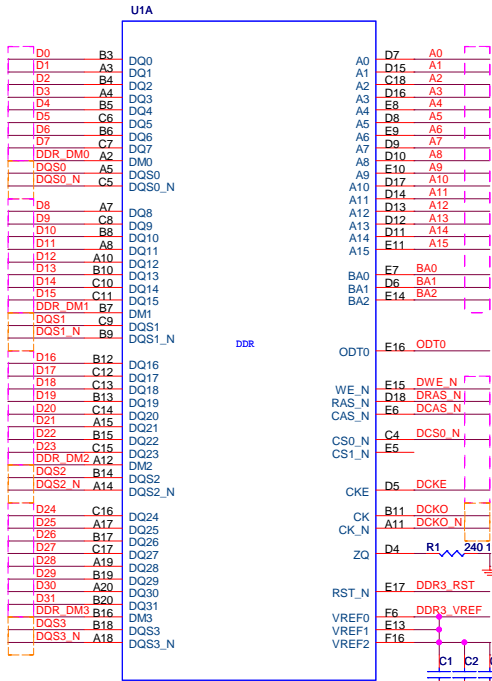 U1A
D0 B3 DQ0 A0 D7 A0
D1 A3 DQ1 A1 D15 A1
D2 B4 DQ2 A2 C18 A2
D3 A4 DQ3 A3 D16 A3
D4 B5 DQ4 A4 E8 A4
D5 C6 DQ5 A5 D8 A5
D6 B6 DQ6 A6 E9 A6
D7 C7 DQ7 A7 D9 A7
DDR_DM0 A2 DM0 A8 D10 A8
DQS0 A5 DQS0 A9 E10 A9
DQS0_N C5 DQS0_N A10 D17 A10
A11 D14 A11
D8 A7 DQ8 A12 D13 A12
D9 C8 DQ9 A13 D12 A13
D10 B8 DQ10 A14 D11 A14
D11 A8 DQ11 A15 E11 A15
D12 A10 DQ12
D13 B10 DQ13 BA0 E7 BA0
D14 C10 DQ14 BA1 D6 BA1
D15 C11 DQ15 BA2 E14 BA2
DDR_DM1 B7 DM1
DQS1 C9 DQS1
DQS1_N B9 DQS1_N
DDR
ODT0 E16 ODT0
D16 B12 DQ16
D17 C12 DQ17
D18 C13 DQ18 WE_N E15 DWE_N
D19 B13 DQ19 RAS_N D18 DRAS_N
D20 C14 DQ20 CAS_N E6 DCAS_N
D21 A15 DQ21
D22 B15 DQ22 CS0_N C4 DCS0_N
D23 C15 DQ23 CS1_N E5
DDR_DM2 A12 DM2
DQS2 B14 DQS2
DQS2_N A14 DQS2_N CKE D5 DCKE
D24 C16 DQ24 CK B11 DCKO
D25 A17 DQ25 CK_N A11 DCKO_N
D26 B17 DQ26
D27 C17 DQ27 ZQ D4 R1 240 1
D28 A19 DQ28
D29 B19 DQ29
D30 A20 DQ30 RST_N E17 DDR3_RST
D31 B20 DQ31
DDR_DM3 B16 DM3 VREF0 F6 DDR3_VREF
DQS3 B18 DQS3 VREF1 E13
DQS3_N A18 DQS3_N VREF2 F16
C1 C2